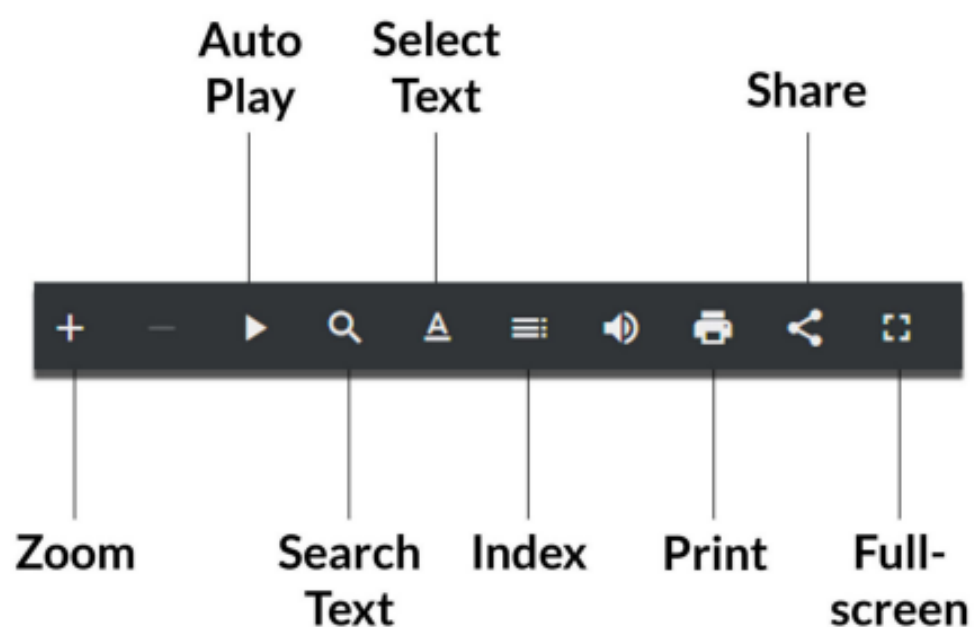 Auto
Play
Select
Text
Share
A
Zoom
Search
Text
Index
Print
Full-
screen